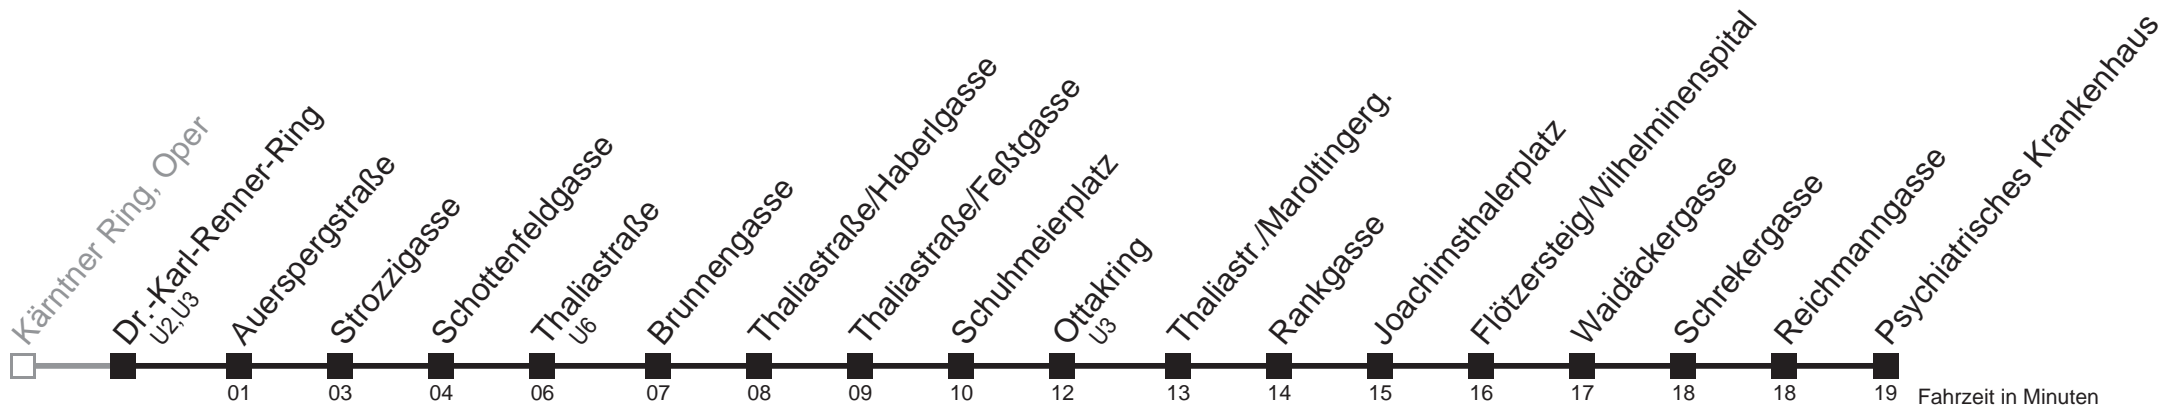 Kärntner Ring, Oper
Dr.-Karl-Renner-Ring
U2,U3
Auerspergstraße
01
Strozzigasse
03
Schottenfeldgasse
04
Thaliastraße
U6
06
Brunnengasse
07
Thaliastraße/Haberlgasse
08
Thaliastraße/Feßtgasse
09
Schuhmeierplatz
10
Ottakring
U3
12
Thaliastr./Maroltingerg.
13
Rankgasse
14
Joachimsthalerplatz
15
Flötzersteig/Wilhelminenspital
16
Waidäckergasse
17
Schrekergasse
18
Reichmanngasse
18
Psychiatrisches Krankenhaus
19
Fahrzeit in Minuten